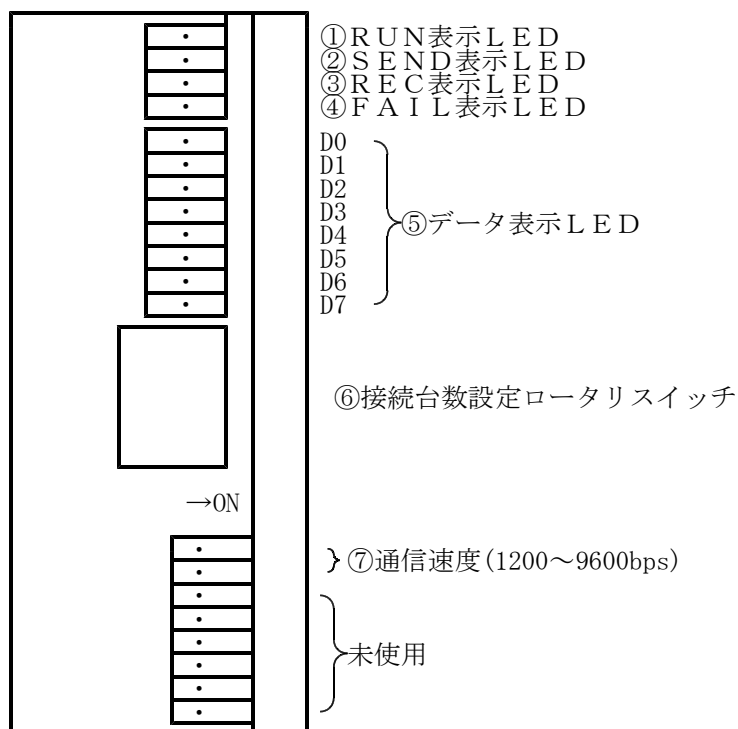 ①ＲＵＮ表示ＬＥＤ
②ＳＥＮＤ表示ＬＥＤ
③ＲＥＣ表示ＬＥＤ
④ＦＡＩＬ表示ＬＥＤ
D0
D1
D2
D3
D4
D5
D6
D7
⑤データ表示ＬＥＤ
⑥接続台数設定ロータリスイッチ
→ON
⑦通信速度(1200～9600bps)
未使用